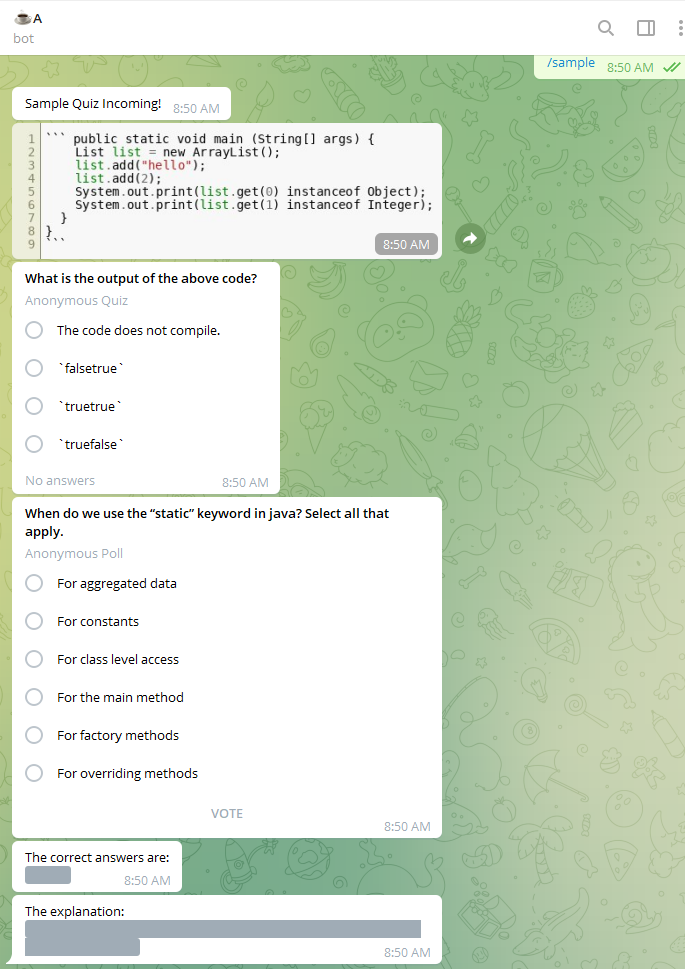 ☕A
bot
/sample 8:50 AM
Sample Quiz Incoming! 8:50 AM
1 ``` public static void main (String[] args) {
2 List list = new ArrayList();
3 list.add("hello");
4 list.add(2);
5 System.out.print(list.get(0) instanceof Object);
6 System.out.print(list.get(1) instanceof Integer);
7 }
8 }
9 ```
8:50 AM
What is the output of the above code?
Anonymous Quiz
The code does not compile.
`falsetrue`
`truetrue`
`truefalse`
No answers 8:50 AM
When do we use the “static” keyword in java? Select all that
apply.
Anonymous Poll
For aggregated data
For constants
For class level access
For the main method
For factory methods
For overriding methods
VOTE
8:50 AM
The correct answers are:
8:50 AM
The explanation:
8:50 AM